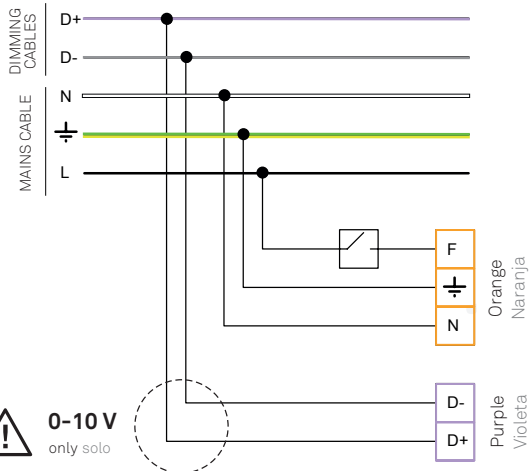 DIMMING
CABLES
D+
D-
MAINS CABLE
N
L
F
N
Orange
Naranja
!
0-10 V
only solo
D-
D+
Purple
Violeta